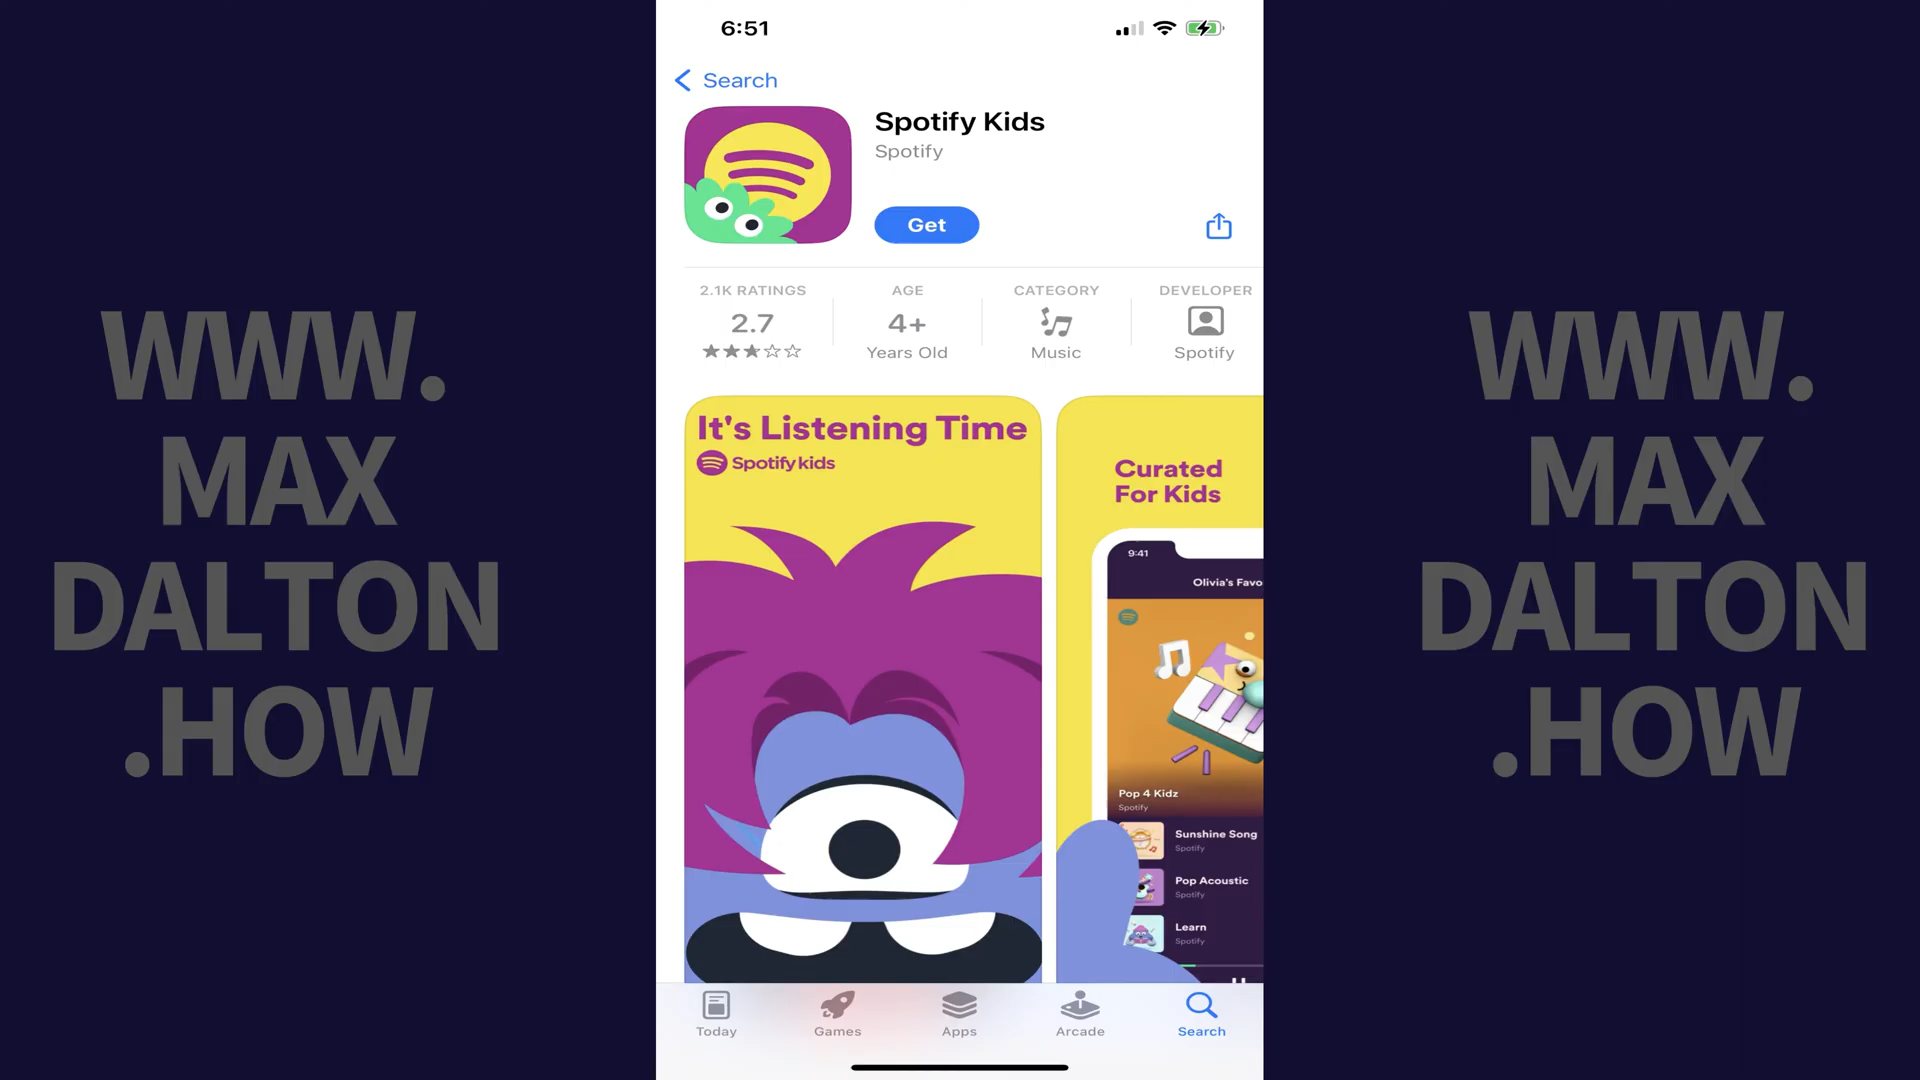 WWW.
MAX
DALTON
.HOW
6:51
Search
Spotify Kids
Spotify
Get
2.1K RATINGS
2.7
AGE
4+
Years Old
CATEGORY
Music
DEVELOPER
Spotify
It's Listening Time
Spotify kids
Curated
For Kids
9:41
Olivia's Favo
Pop 4 Kidz
Spotify
Sunshine Song
Spotify
Pop Acoustic
Spotify
Learn
Spotify
Today
Games
Apps
Arcade
Search
WWW.
MAX
DALTON
.HOW